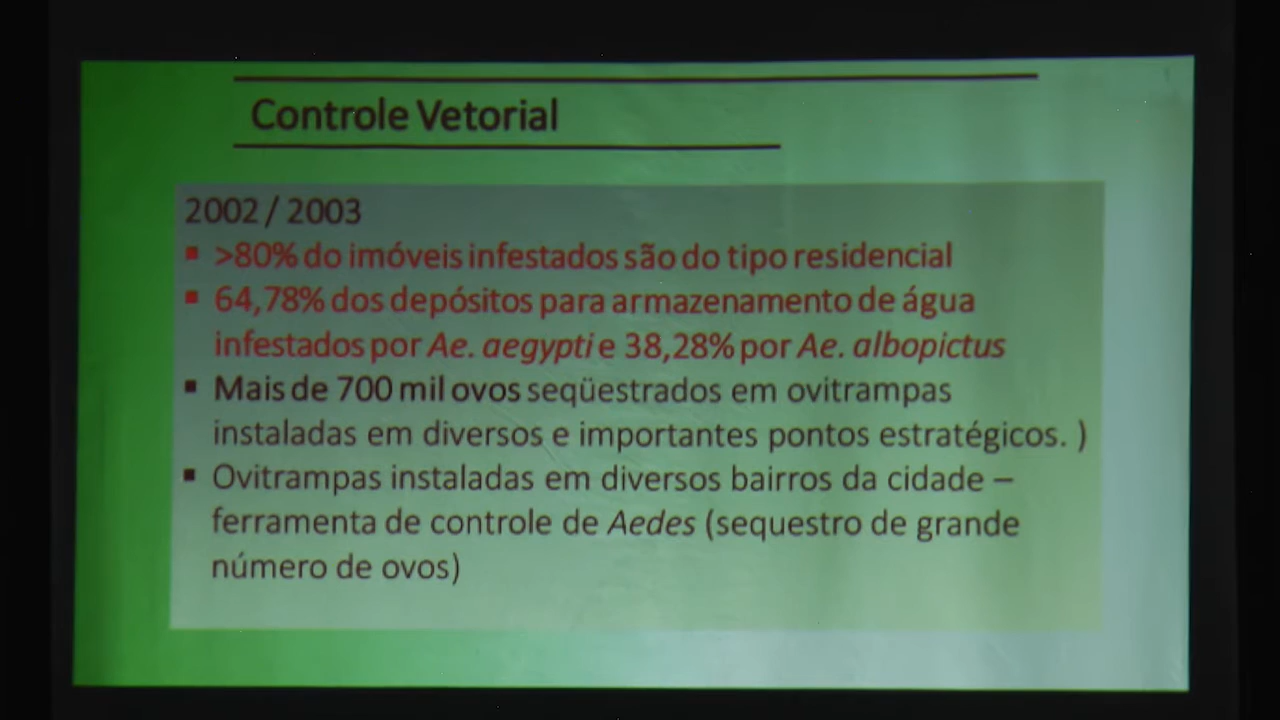 Controle Vetorial
2002 / 2003
▪ >80% do imóveis infestados são do tipo residencial
▪ 64,78% dos depósitos para armazenamento de água
infestados por Ae. aegypti e 38,28% por Ae. albopictus
▪ Mais de 700 mil ovos seqüestrados em ovitrampas
instaladas em diversos e importantes pontos estratégicos. )
▪ Ovitrampas instaladas em diversos bairros da cidade –
ferramenta de controle de Aedes (sequestro de grande
número de ovos)